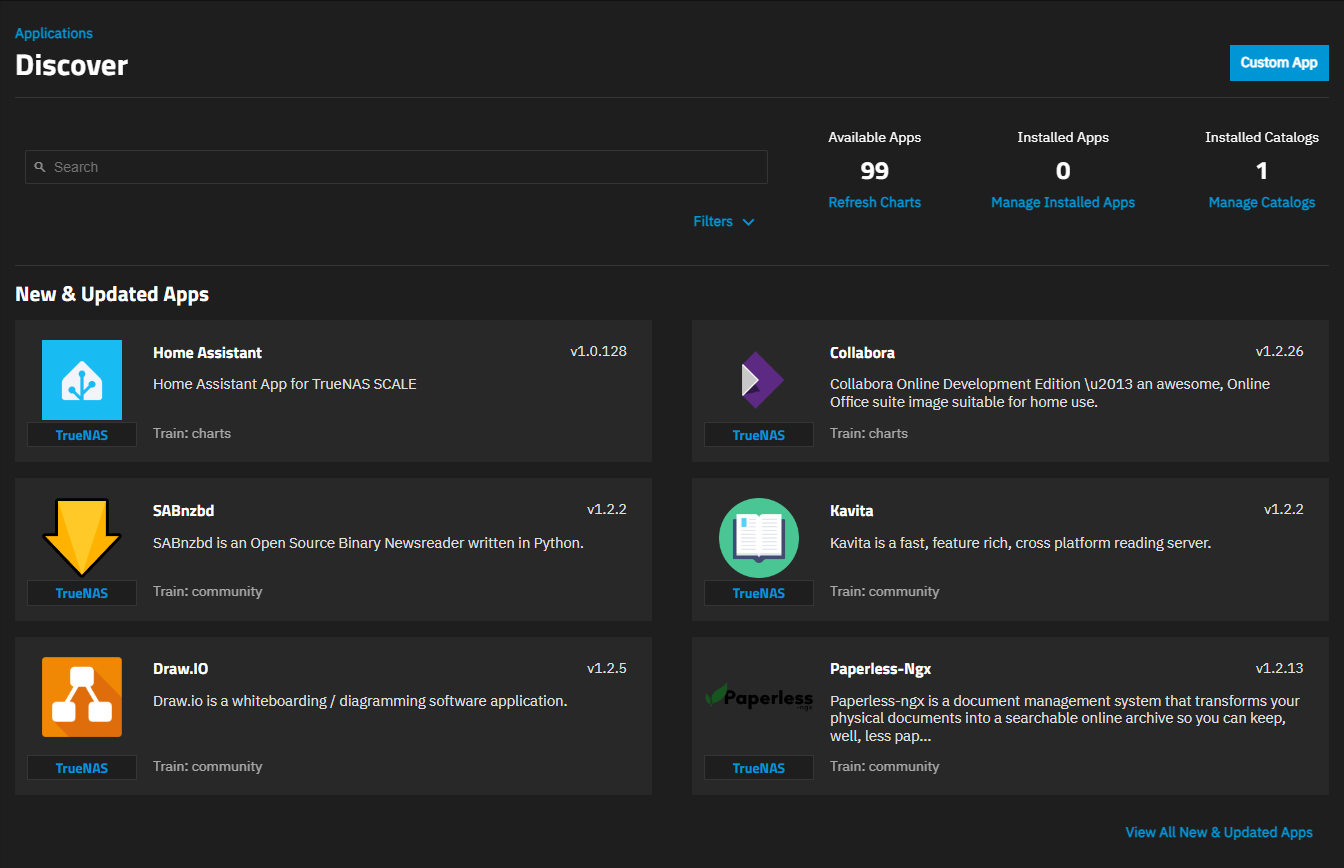 Applications
Discover
Custom App
Search
Filters
Available Apps
99
Refresh Charts
Installed Apps
0
Manage Installed Apps
Installed Catalogs
1
Manage Catalogs
New & Updated Apps
Home Assistant
v1.0.128
Home Assistant App for TrueNAS SCALE
TrueNAS
Train: charts
Collabora
v1.2.26
Collabora Online Development Edition \u2013 an awesome, Online
Office suite image suitable for home use.
TrueNAS
Train: charts
SABnzbd
v1.2.2
SABnzbd is an Open Source Binary Newsreader written in Python.
TrueNAS
Train: community
Kavita
v1.2.2
Kavita is a fast, feature rich, cross platform reading server.
TrueNAS
Train: community
Draw.IO
v1.2.5
Draw.io is a whiteboarding / diagramming software application.
TrueNAS
Train: community
Paperless
-ngx
Paperless-Ngx
v1.2.13
Paperless-ngx is a document management system that transforms your
physical documents into a searchable online archive so you can keep,
well, less pap...
TrueNAS
Train: community
View All New & Updated Apps